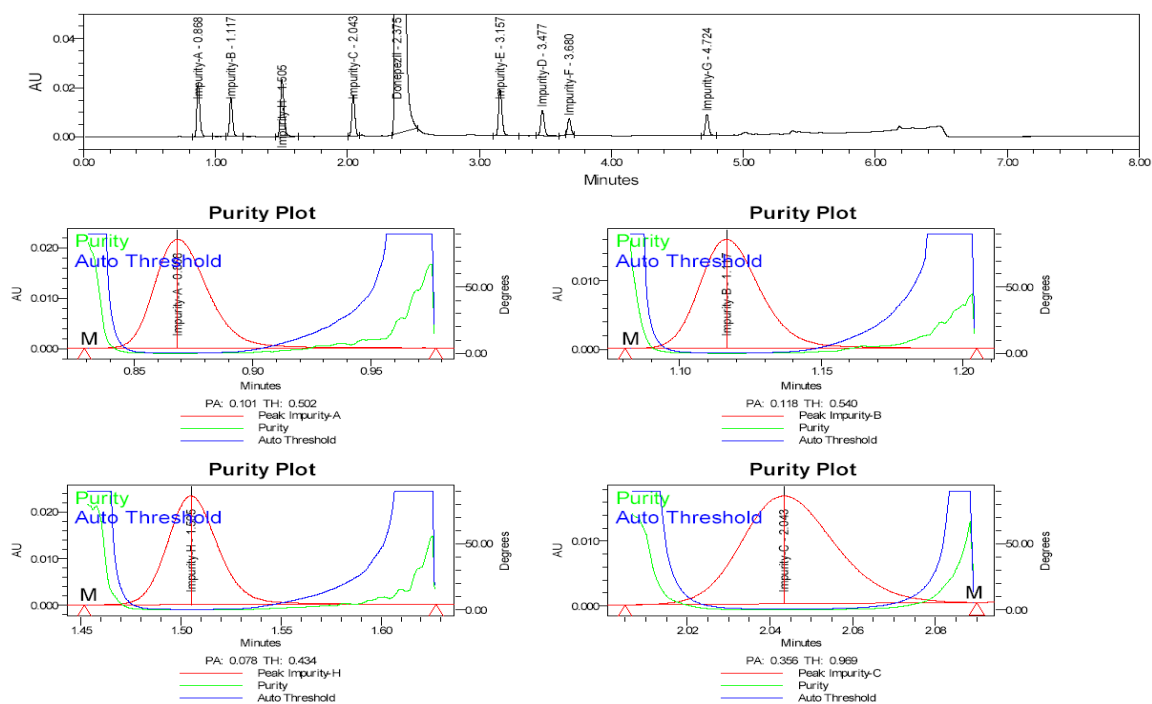 AU
0.04
0.02
0.00
Impurity-A - 0.868
Impurity-B - 1.117
Impurity-H - 1.505
Impurity-C - 2.043
Donepezil - 2.375
Impurity-E - 3.157
Impurity-D - 3.477
Impurity-F - 3.680
Impurity-G - 4.724
0.00 1.00 2.00 3.00 4.00 5.00 6.00 7.00 8.00
Minutes
Purity Plot
Purity
Auto Threshold
AU
0.020
0.010
0.000
Impurity-A - 0.868
M
50.00
0.00
Degrees
0.85 0.90 0.95
Minutes
PA: 0.101 TH: 0.502
Peak: Impurity-A
Purity
Auto Threshold
Purity Plot
Purity
Auto Threshold
AU
0.010
0.000
Impurity-B - 1.117
M
50.00
0.00
Degrees
1.10 1.15 1.20
Minutes
PA: 0.118 TH: 0.540
Peak: Impurity-B
Purity
Auto Threshold
Purity Plot
Purity
Auto Threshold
AU
0.020
0.010
0.000
Impurity-H - 1.505
M
50.00
0.00
Degrees
1.45 1.50 1.55 1.60
Minutes
PA: 0.078 TH: 0.434
Peak: Impurity-H
Purity
Auto Threshold
Purity Plot
Purity
Auto Threshold
AU
0.010
0.000
Impurity-C - 2.043
M
50.00
0.00
Degrees
2.02 2.04 2.06 2.08
Minutes
PA: 0.356 TH: 0.969
Peak: Impurity-C
Purity
Auto Threshold